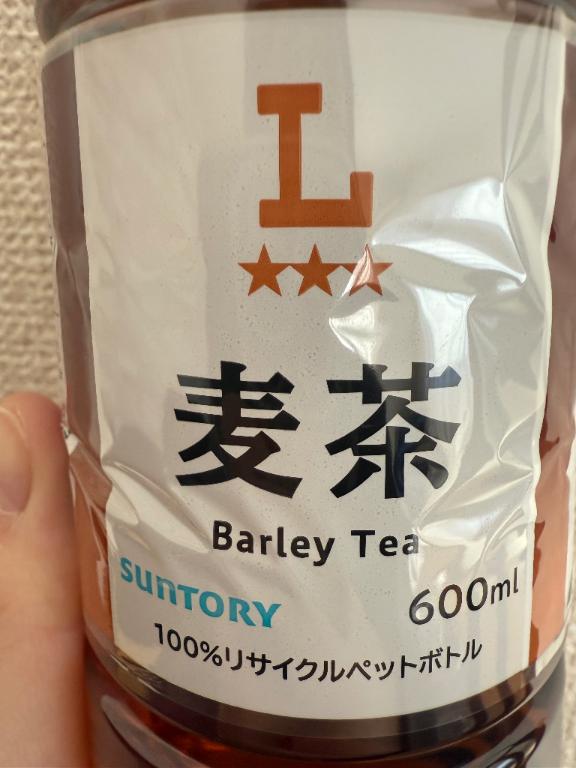 L
★★★
麦茶
Barley Tea
SUNTORY
600ml
100%リサイクルペットボトル